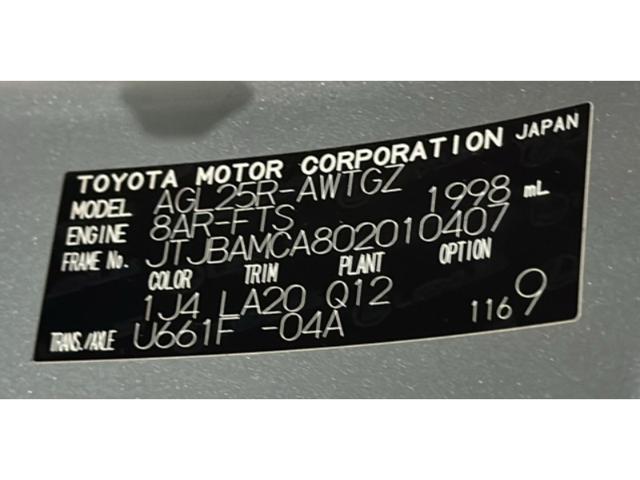 TOYOTA MOTOR CORPORATION JAPAN
MODEL AGL25R-AWTGZ
ENGINE 8AR-FTS 1998 mL
FRAME No. JTJBAMCA802010407
COLOR TRIM PLANT OPTION
1J4 LA20 Q12
TRANS./AXLE U661F -04A 1169